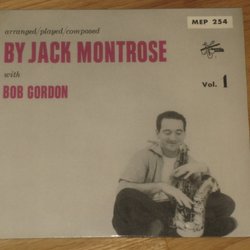 MEP 254
arranged/played/composed
BY JACK MONTROSE
with
BOB GORDON
Vol. 1